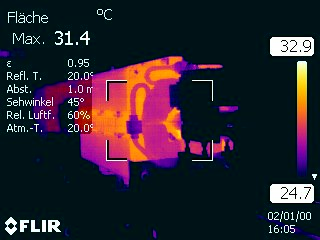 Fläche °C
Max. 31.4
ε 0.95
Refl. T. 20.0°
Abst. 1.0 m
Sehwinkel 45°
Rel. Luftf. 60%
Atm.-T. 20.0°
32.9
24.7
02/01/00
16:05
FLIR